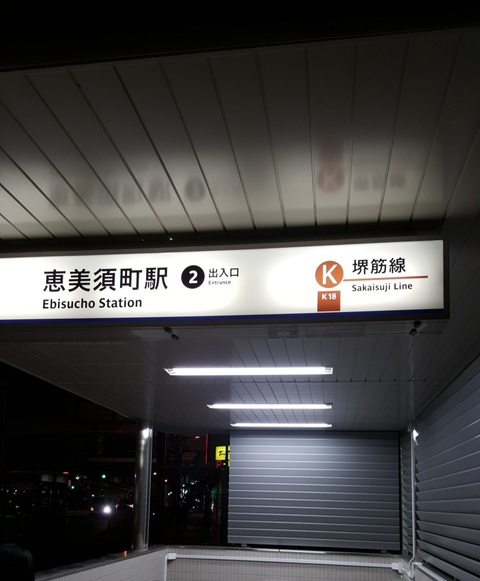 恵美須町駅 2 出入口
Ebisucho Station Entrance
K 堺筋線
K18 Sakaisuji Line